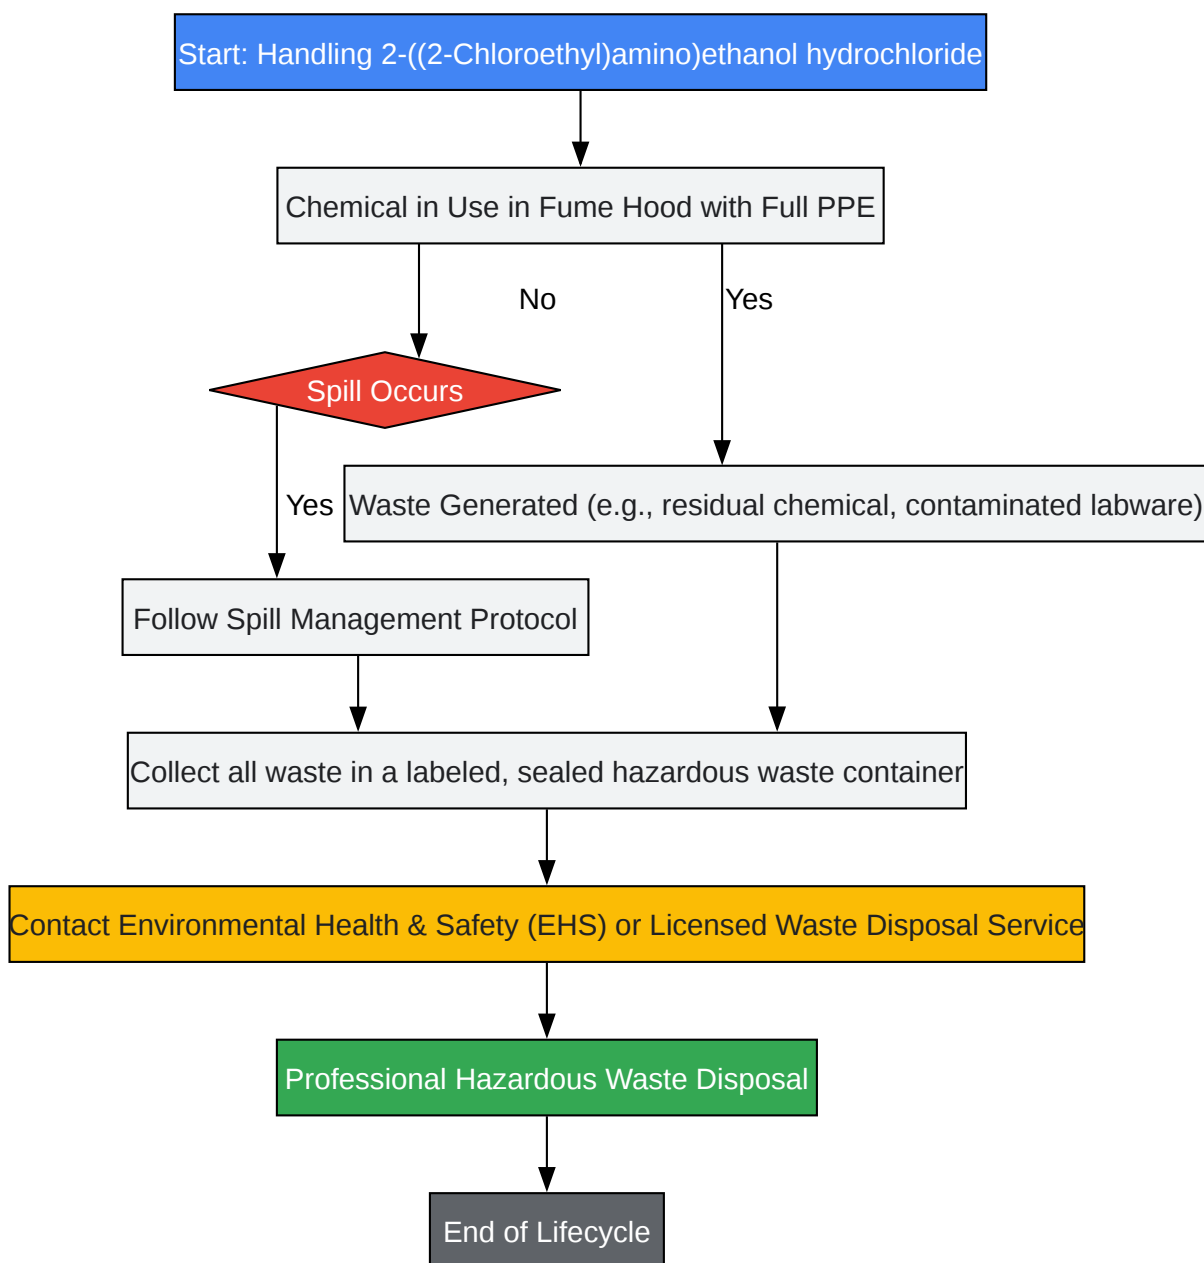 Start: Handling 2-((2-Chloroethyl)amino)ethanol hydrochloride
Chemical in Use in Fume Hood with Full PPE
No
Yes
Spill Occurs
Yes
Waste Generated (e.g., residual chemical, contaminated labware)
Follow Spill Management Protocol
Collect all waste in a labeled, sealed hazardous waste container
Contact Environmental Health & Safety (EHS) or Licensed Waste Disposal Service
Professional Hazardous Waste Disposal
End of Lifecycle